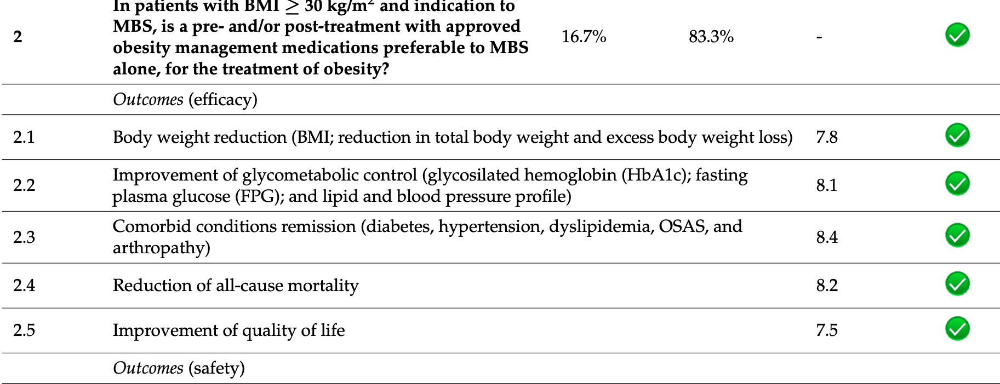 In patients with BMI ≥ 30 kg/m² and indication to
MBS, is a pre- and/or post-treatment with approved
2 16.7% 83.3% -
obesity management medications preferable to MBS
alone, for the treatment of obesity?
Outcomes (efficacy)
2.1 Body weight reduction (BMI; reduction in total body weight and excess body weight loss) 7.8
Improvement of glycometabolic control (glycosilated hemoglobin (HbA1c); fasting
2.2 8.1
plasma glucose (FPG); and lipid and blood pressure profile)
Comorbid conditions remission (diabetes, hypertension, dyslipidemia, OSAS, and
2.3 8.4
arthropathy)
2.4 Reduction of all-cause mortality 8.2
2.5 Improvement of quality of life 7.5
Outcomes (safety)